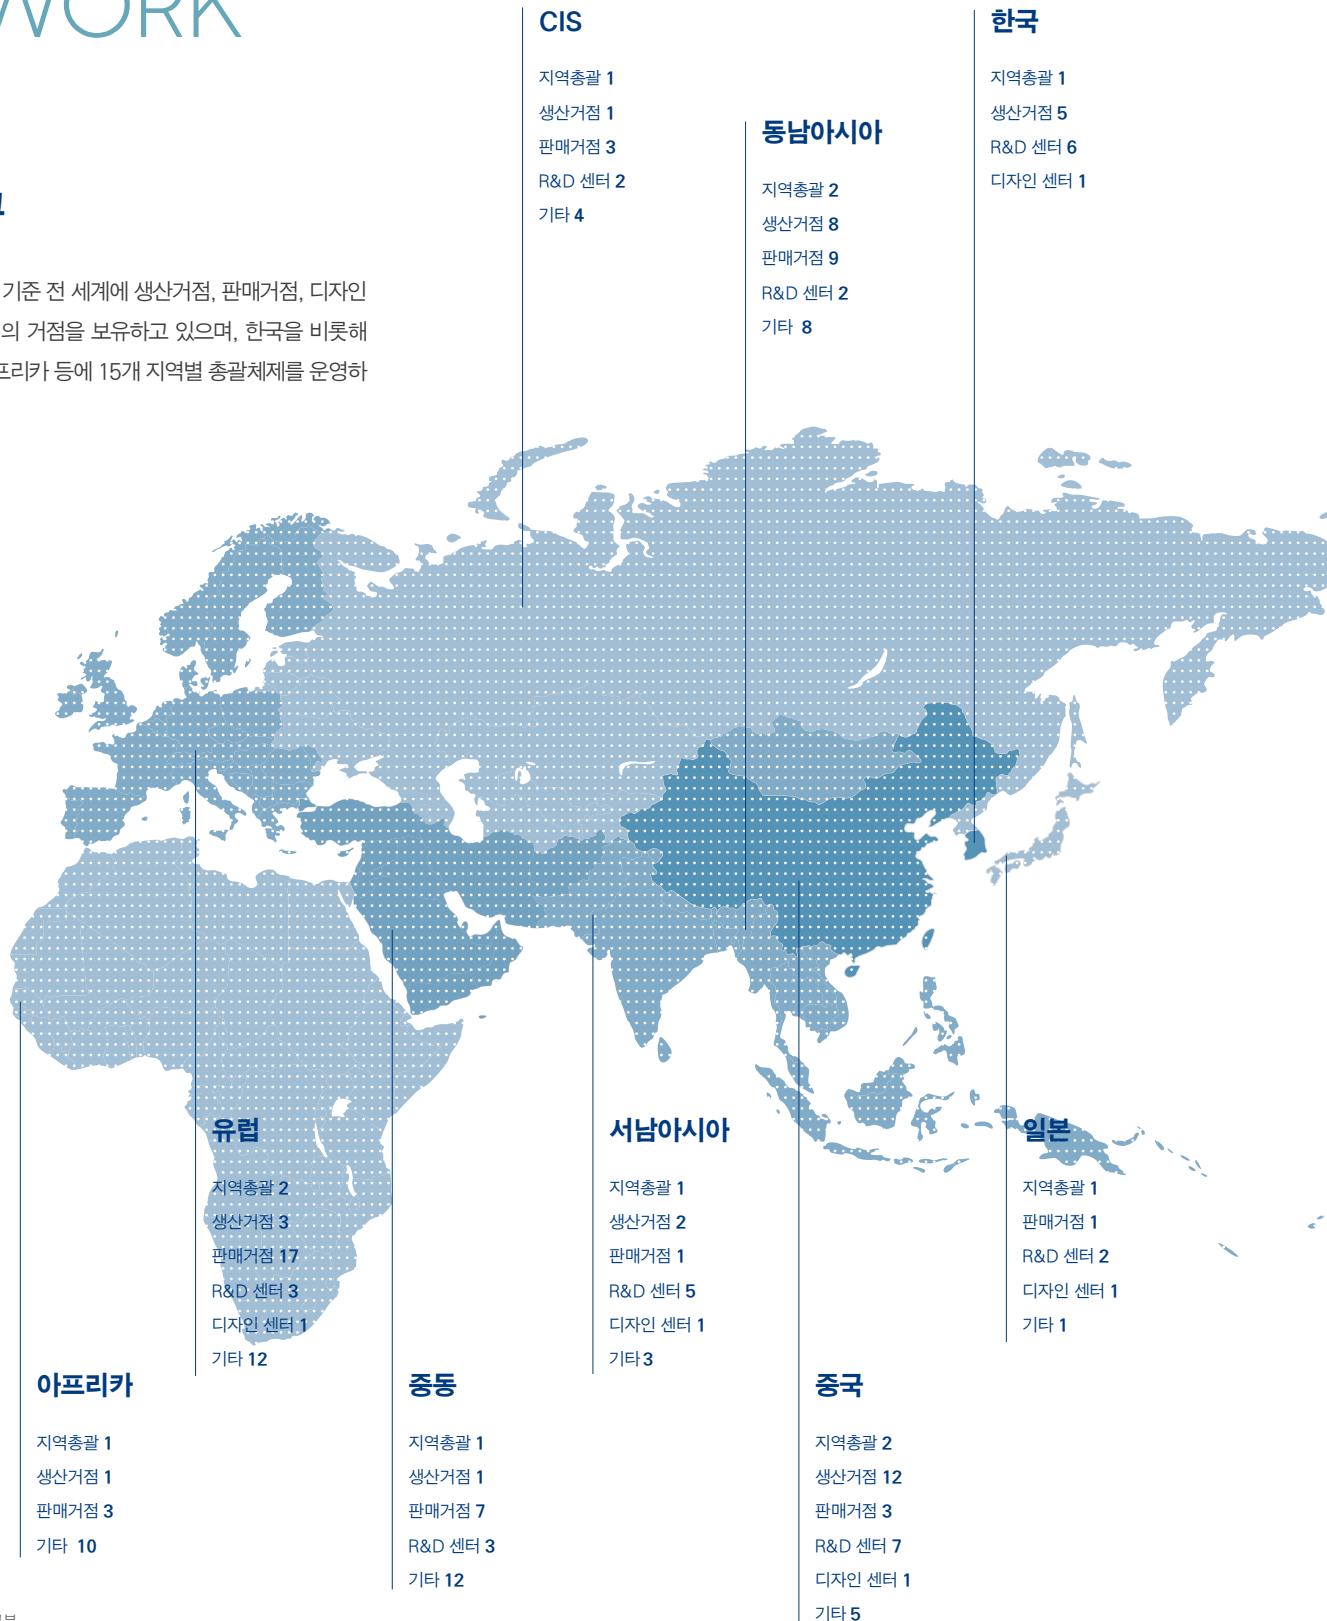 WORK
기준 전 세계에 생산거점, 판매거점, 디자인
의 거점을 보유하고 있으며, 한국을 비롯해
프리카 등에 15개 지역별 총괄체제를 운영하
CIS
지역총괄 1
생산거점 1
판매거점 3
R&D 센터 2
기타 4
동남아시아
지역총괄 2
생산거점 8
판매거점 9
R&D 센터 2
기타 8
한국
지역총괄 1
생산거점 5
R&D 센터 6
디자인 센터 1
유럽
지역총괄 2
생산거점 3
판매거점 17
R&D 센터 3
디자인 센터 1
기타 12
서남아시아
지역총괄 1
생산거점 2
판매거점 1
R&D 센터 5
디자인 센터 1
기타 3
일본
지역총괄 1
판매거점 1
R&D 센터 2
디자인 센터 1
기타 1
아프리카
지역총괄 1
생산거점 1
판매거점 3
기타 10
중동
지역총괄 1
생산거점 1
판매거점 7
R&D 센터 3
기타 12
중국
지역총괄 2
생산거점 12
판매거점 3
R&D 센터 7
디자인 센터 1
기타 5